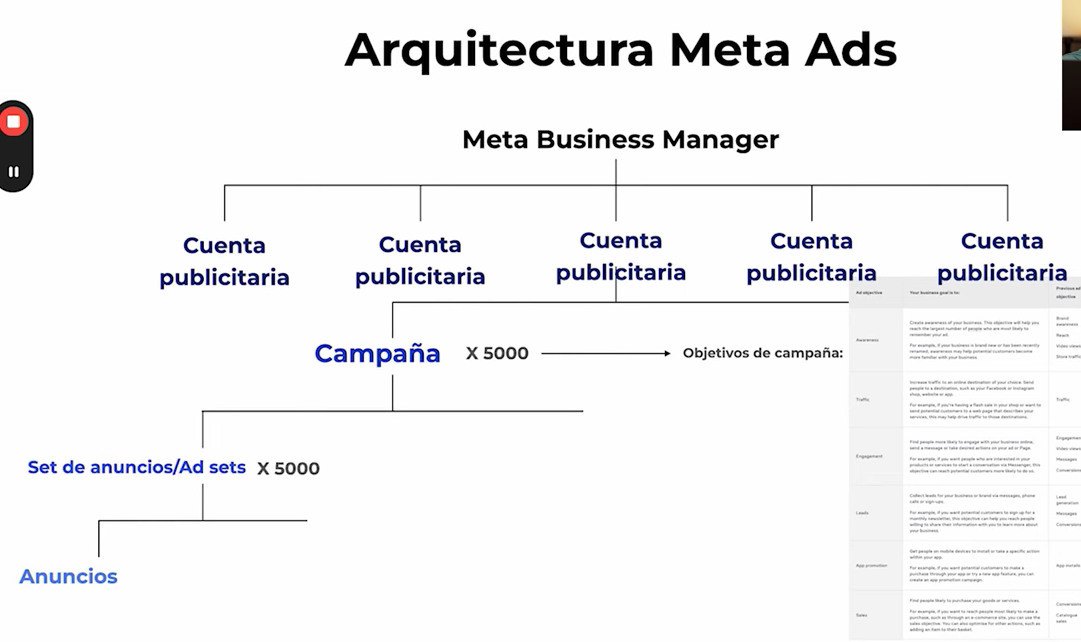 Arquitectura Meta Ads
Meta Business Manager
Cuenta publicitaria
Cuenta publicitaria
Cuenta publicitaria
Cuenta publicitaria
Cuenta publicitaria
Campaña X 5000
Objetivos de campaña:
Set de anuncios/Ad sets X 5000
Anuncios
Ad objective
Your business goal is to:
Previous ad
objective
Awareness
Create awareness of your business. This objective will help you
reach the largest number of people who are most likely to
remember your ad.
For example, if your business is brand new or has been recently
renamed, awareness may help potential customers become
more familiar with your business.
Brand
awareness
Reach
Video views
Store traffic
Traffic
Increase traffic to an online destination of your choice. Send
people to a destination, such as your Facebook or Instagram
shop, website or app.
For example, if you're having a flash sale in your shop or want to
send potential customers to a web page that describes your
services, this may help drive traffic to those destinations.
Traffic
Engagement
Find people more likely to engage with your business online,
send a message or take desired actions on your ad or Page.
For example, if you want people who are interested in your
products or services to start a conversation via Messenger, this
objective can reach potential customers more likely to do so.
Engagement
Video views
Messages
Conversions
Leads
Collect leads for your business or brand via messages, phone
calls or sign-ups.
For example, if you want potential customers to sign up for a
monthly newsletter, this objective can help you reach people
willing to share their information with you to learn more about
your business.
Lead
generation
Messages
Conversions
App promotion
Get people on mobile devices to install or take a specific action
within your app.
For example, if you want potential customers to make a
purchase through your app or try a new app feature, you can
create an app promotion campaign.
App installs
Sales
Find people likely to purchase your goods or services.
For example, if you want to reach people most likely to make a
purchase, such as through an e-commerce site, you can use the
sales objective. You can also optimise for other actions, such as
adding an item to their basket.
Conversions
Catalogue
sales